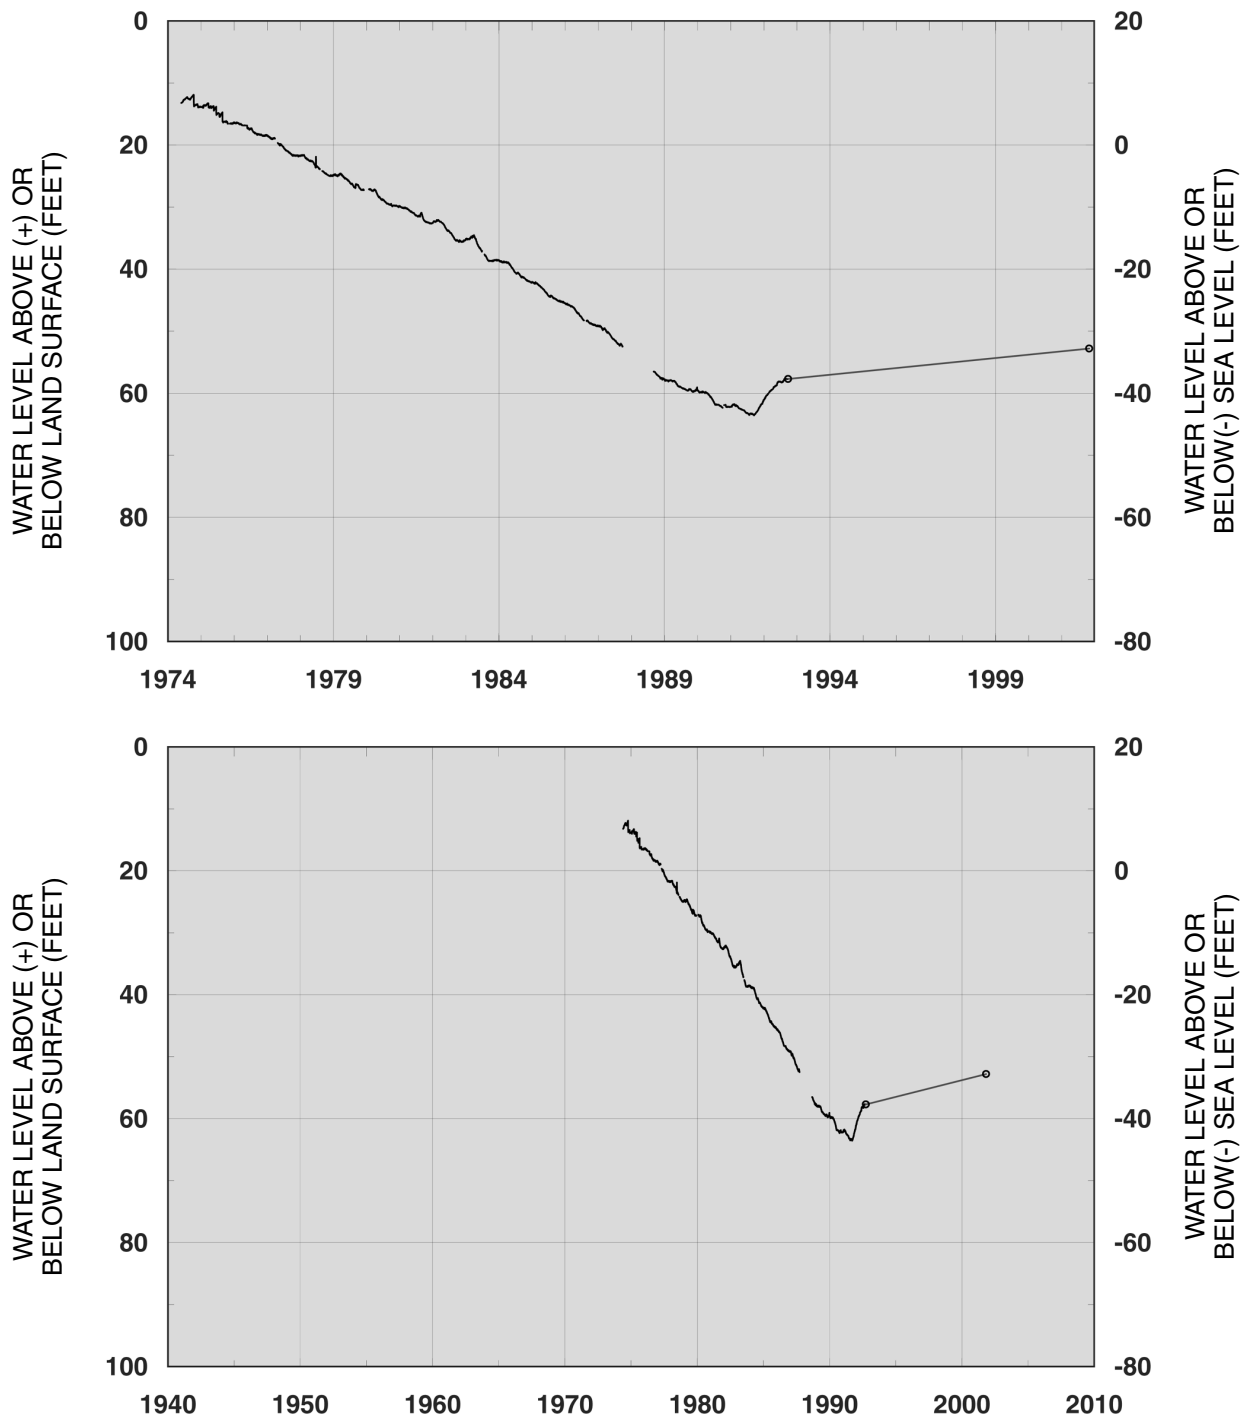 0
20
40
60
80
100
WATER LEVEL ABOVE (+) OR
BELOW LAND SURFACE (FEET)
20
0
-20
-40
-60
-80
WATER LEVEL ABOVE OR
BELOW(-) SEA LEVEL (FEET)
1974 1979 1984 1989 1994 1999
0
20
40
60
80
100
WATER LEVEL ABOVE (+) OR
BELOW LAND SURFACE (FEET)
20
0
-20
-40
-60
-80
WATER LEVEL ABOVE OR
BELOW(-) SEA LEVEL (FEET)
1940 1950 1960 1970 1980 1990 2000 2010